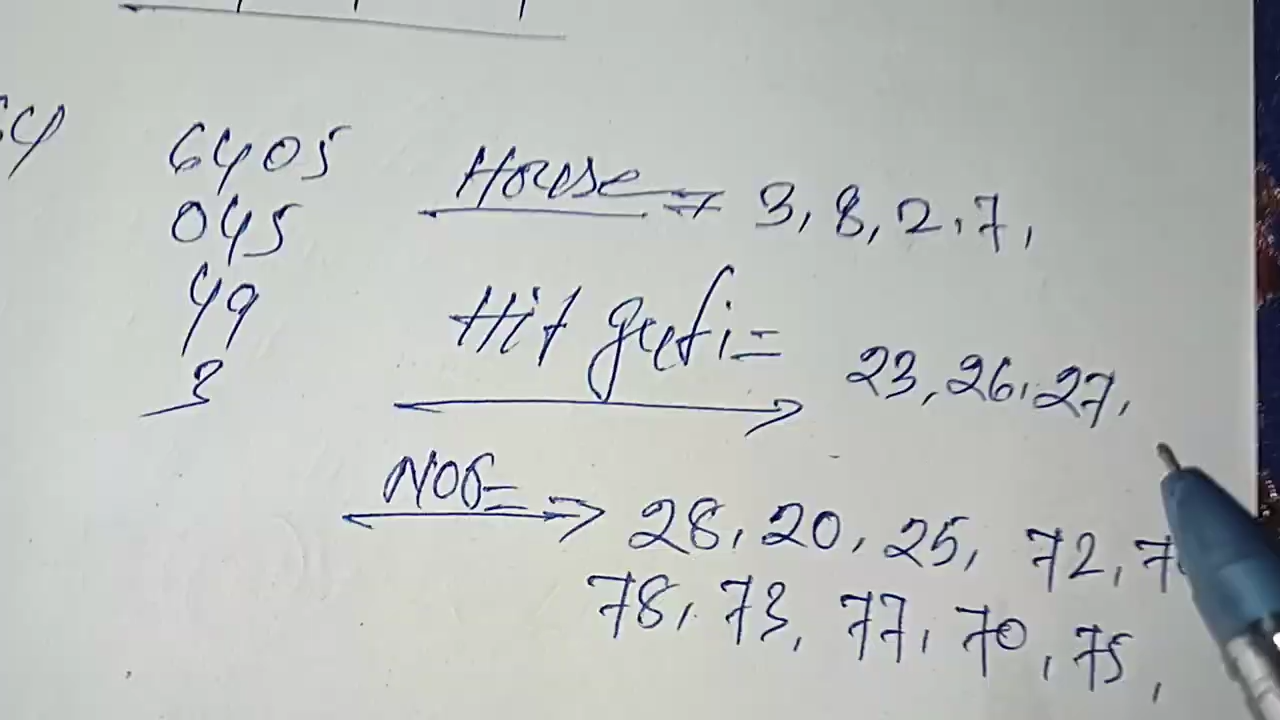 6405
045
49
3
House = 3, 8, 2, 7,
Hit guti = 23, 26, 27,
NOS = 28, 20, 25, 72,
78, 73, 77, 70, 75,